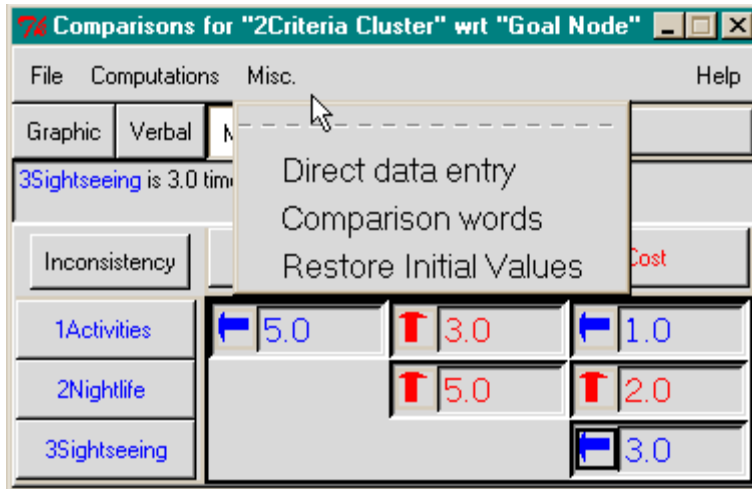 Comparisons for "2Criteria Cluster" wrt "Goal Node"
File Computations Misc. Help
Graphic Verbal
3Sightseeing is 3.0
Direct data entry
Comparison words
Restore Initial Values
Inconsistency Cost
1Activities 5.0 3.0 1.0
2Nightlife 5.0 2.0
3Sightseeing 3.0